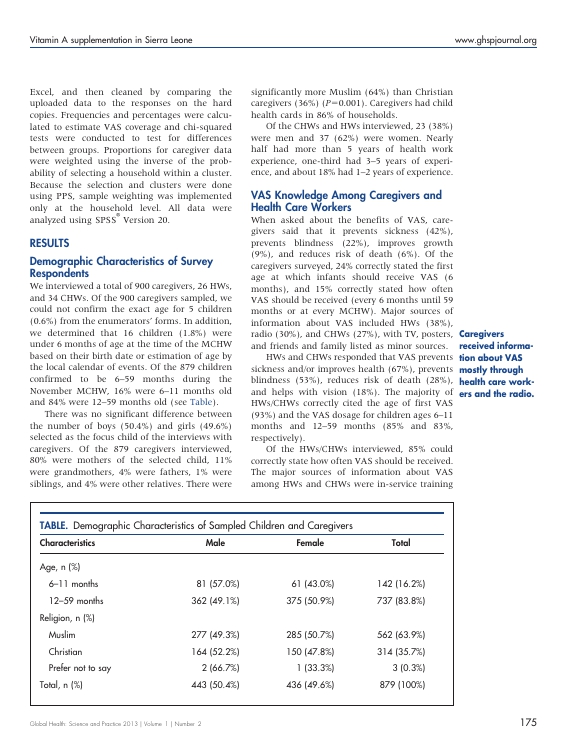 Vitamin A supplementation in Sierra Leone www.ghspjournal.org
Excel, and then cleaned by comparing the
uploaded data to the responses on the hard
copies. Frequencies and percentages were calcu-
lated to estimate VAS coverage and chi-squared
tests were conducted to test for differences
between groups. Proportions for caregiver data
were weighted using the inverse of the prob-
ability of selecting a household within a cluster.
Because the selection and clusters were done
using PPS, sample weighting was implemented
only at the household level. All data were
analyzed using SPSS® Version 20.
RESULTS
Demographic Characteristics of Survey
Respondents
We interviewed a total of 900 caregivers, 26 HWs,
and 34 CHWs. Of the 900 caregivers sampled, we
could not confirm the exact age for 5 children
(0.6%) from the enumerators' forms. In addition,
we determined that 16 children (1.8%) were
under 6 months of age at the time of the MCHW
based on their birth date or estimation of age by
the local calendar of events. Of the 879 children
confirmed to be 6–59 months during the
November MCHW, 16% were 6–11 months old
and 84% were 12–59 months old (see Table).
There was no significant difference between
the number of boys (50.4%) and girls (49.6%)
selected as the focus child of the interviews with
caregivers. Of the 879 caregivers interviewed,
80% were mothers of the selected child, 11%
were grandmothers, 4% were fathers, 1% were
siblings, and 4% were other relatives. There were
significantly more Muslim (64%) than Christian
caregivers (36%) (P=0.001). Caregivers had child
health cards in 86% of households.
Of the CHWs and HWs interviewed, 23 (38%)
were men and 37 (62%) were women. Nearly
half had more than 5 years of health work
experience, one-third had 3–5 years of experi-
ence, and about 18% had 1–2 years of experience.
VAS Knowledge Among Caregivers and
Health Care Workers
When asked about the benefits of VAS, care-
givers said that it prevents sickness (42%),
prevents blindness (22%), improves growth
(9%), and reduces risk of death (6%). Of the
caregivers surveyed, 24% correctly stated the first
age at which infants should receive VAS (6
months), and 15% correctly stated how often
VAS should be received (every 6 months until 59
months or at every MCHW). Major sources of
information about VAS included HWs (38%),
radio (30%), and CHWs (27%), with TV, posters,
and friends and family listed as minor sources.
HWs and CHWs responded that VAS prevents
sickness and/or improves health (67%), prevents
blindness (53%), reduces risk of death (28%),
and helps with vision (18%). The majority of
HWs/CHWs correctly cited the age of first VAS
(93%) and the VAS dosage for children ages 6–11
months and 12–59 months (85% and 83%,
respectively).
Of the HWs/CHWs interviewed, 85% could
correctly state how often VAS should be received.
The major sources of information about VAS
among HWs and CHWs were in-service training
Caregivers
received informa-
tion about VAS
mostly through
health care work-
ers and the radio.
TABLE. Demographic Characteristics of Sampled Children and Caregivers
Characteristics Male Female Total
Age, n (%)
6–11 months 81 (57.0%) 61 (43.0%) 142 (16.2%)
12–59 months 362 (49.1%) 375 (50.9%) 737 (83.8%)
Religion, n (%)
Muslim 277 (49.3%) 285 (50.7%) 562 (63.9%)
Christian 164 (52.2%) 150 (47.8%) 314 (35.7%)
Prefer not to say 2 (66.7%) 1 (33.3%) 3 (0.3%)
Total, n (%) 443 (50.4%) 436 (49.6%) 879 (100%)
Global Health: Science and Practice 2013 | Volume 1 | Number 2 175